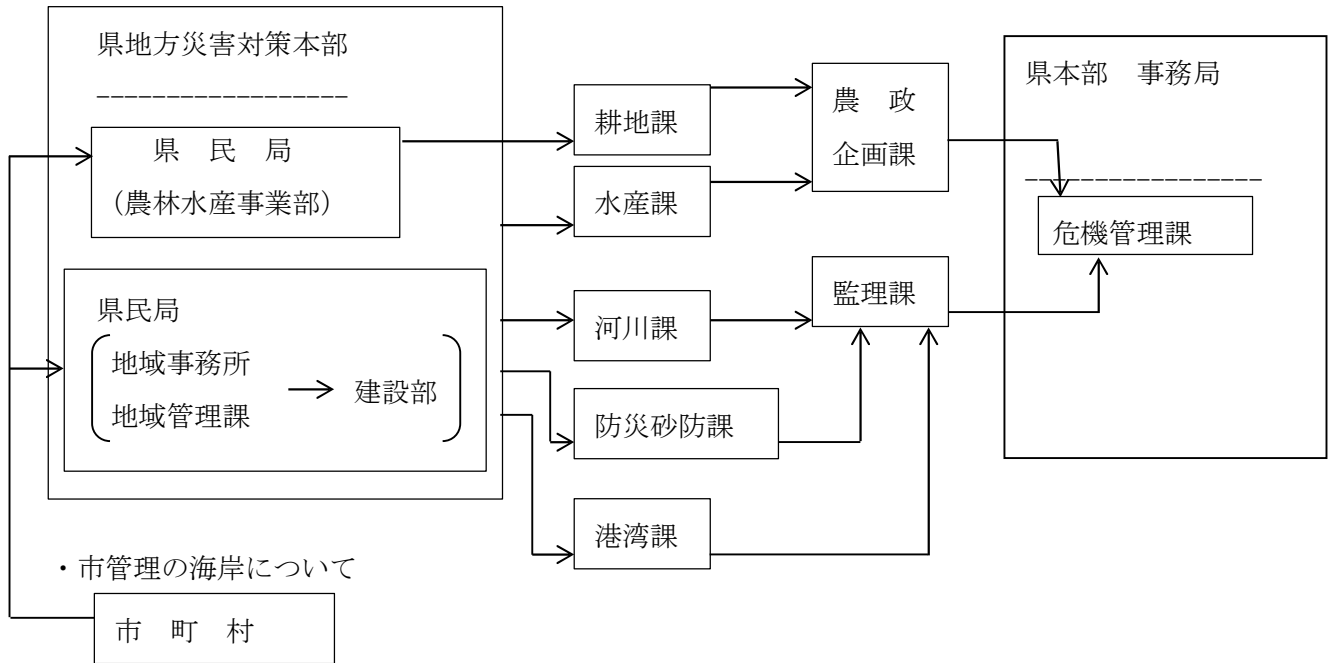 県地方災害対策本部
県 民 局
(農林水産事業部)
県民局
地域事務所
地域管理課
建設部
・市管理の海岸について
市 町 村
耕地課
水産課
河川課
防災砂防課
港湾課
農 政
企画課
監理課
県本部 事務局
危機管理課